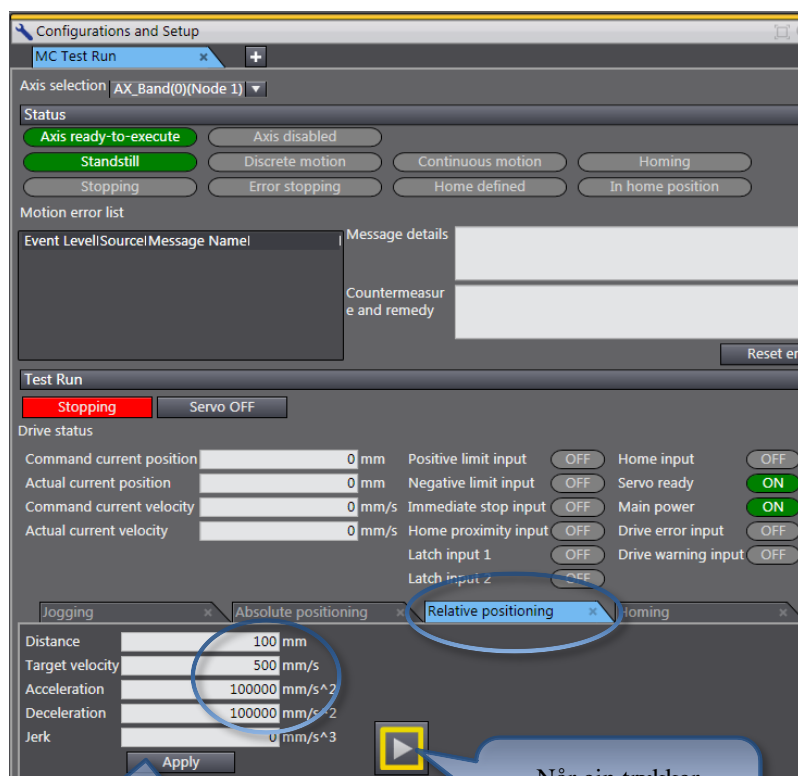 Configurations and Setup
MC Test Run
Axis selection AX_Band(0)(Node 1)
Status
Axis ready-to-execute Axis disabled
Standstill Discrete motion Continuous motion Homing
Stopping Error stopping Home defined In home position
Motion error list
Event Level|Source|Message Name|
Message details
Countermeasur
e and remedy
Reset er
Test Run
Stopping Servo OFF
Drive status
Command current position 0 mm Positive limit input OFF Home input OFF
Actual current position 0 mm Negative limit input OFF Servo ready ON
Command current velocity 0 mm/s Immediate stop input OFF Main power ON
Actual current velocity 0 mm/s Home proximity input OFF Drive error input OFF
Latch input 1 OFF Drive warning input OFF
Latch input 2 OFF
Jogging Absolute positioning Relative positioning Homing
Distance 100 mm
Target velocity 500 mm/s
Acceleration 100000 mm/s^2
Deceleration 100000 mm/s^2
Jerk 0 mm/s^3
Apply
Når ein trykkar